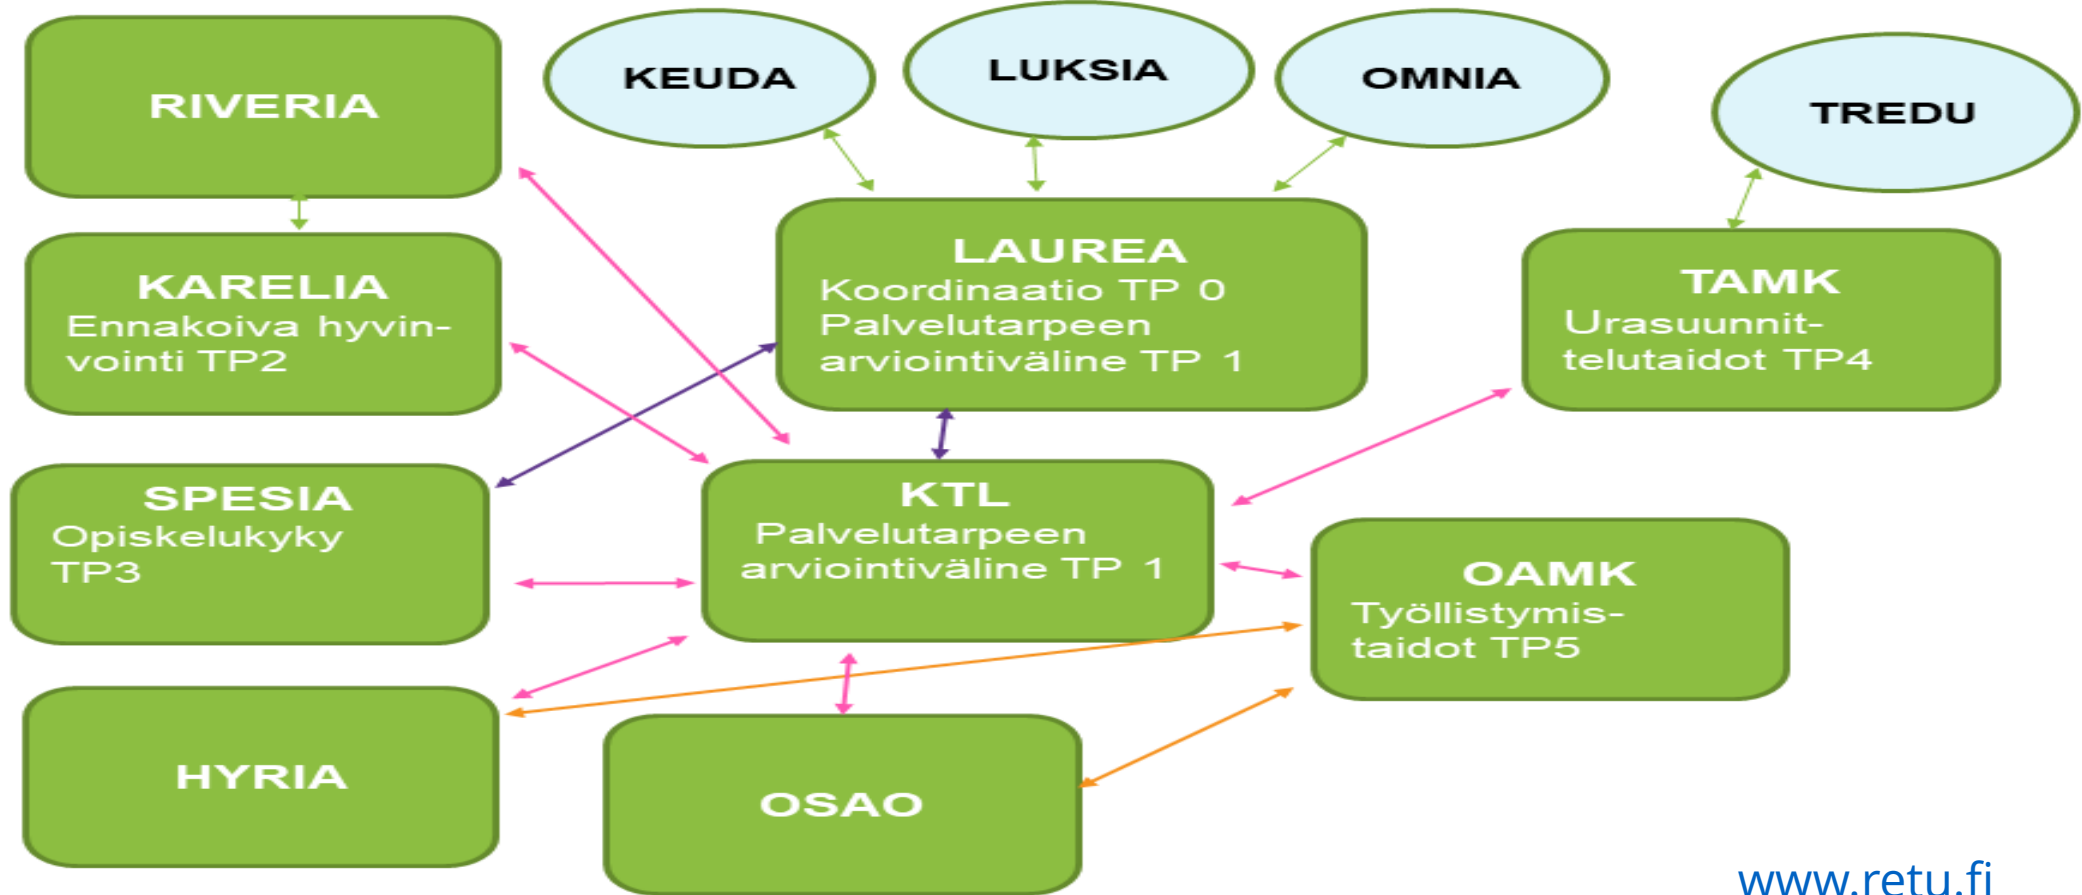 RIVERIA
KEUDA
LUKSIA
OMNIA
TREDU
KARELIA
Ennakoiva hyvin-
vointi TP2
LAUREA
Koordinaatio TP 0
Palvelutarpeen
arviointiväline TP 1
TAMK
Urasuunnit-
telutaidot TP4
SPESIA
Opiskelukyky
TP3
KTL
Palvelutarpeen
arviointiväline TP 1
OAMK
Työllistymis-
taidot TP5
HYRIA
OSAO
www.retu.fi